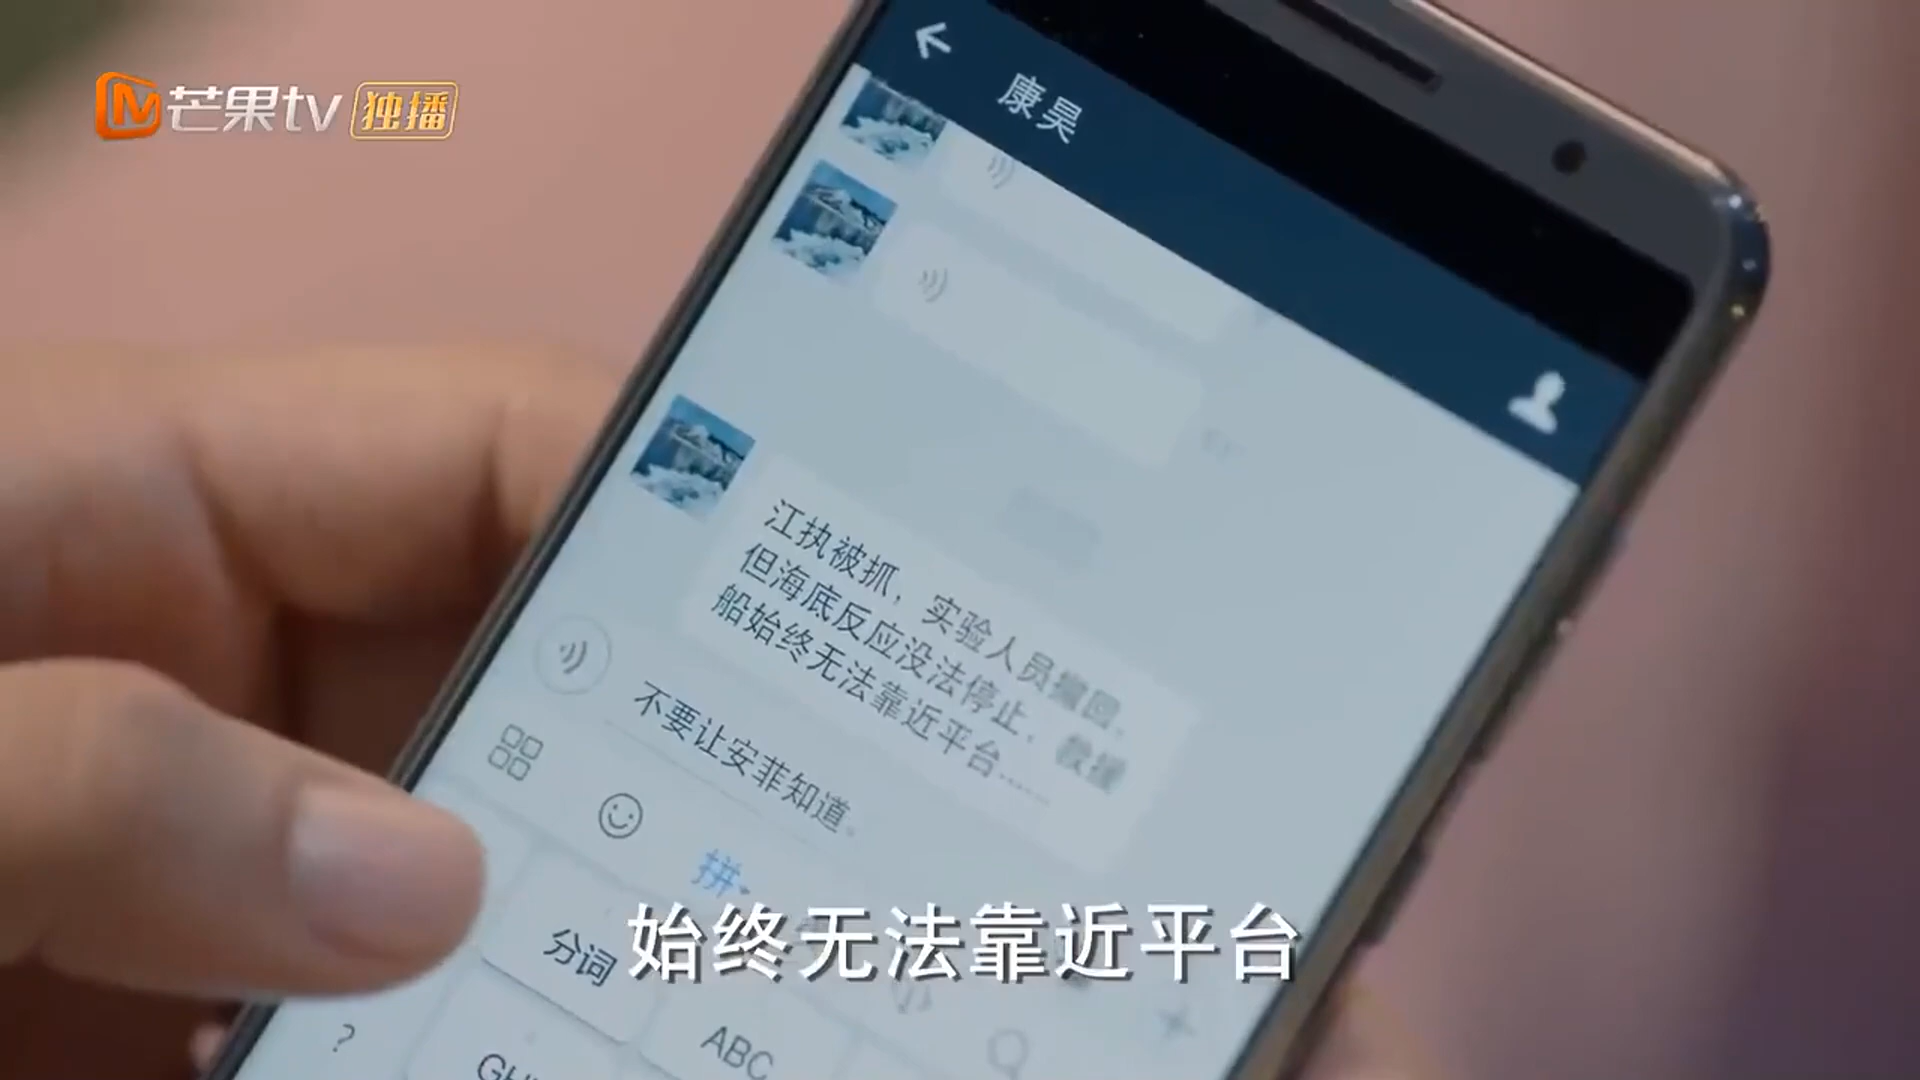 芒果tv 独播
康昊
江执被抓，实验人员撤回，
但海底反应没法停止，救援
船始终无法靠近平台......
不要让安菲知道。
拼
分词
ABC
?
始终无法靠近平台